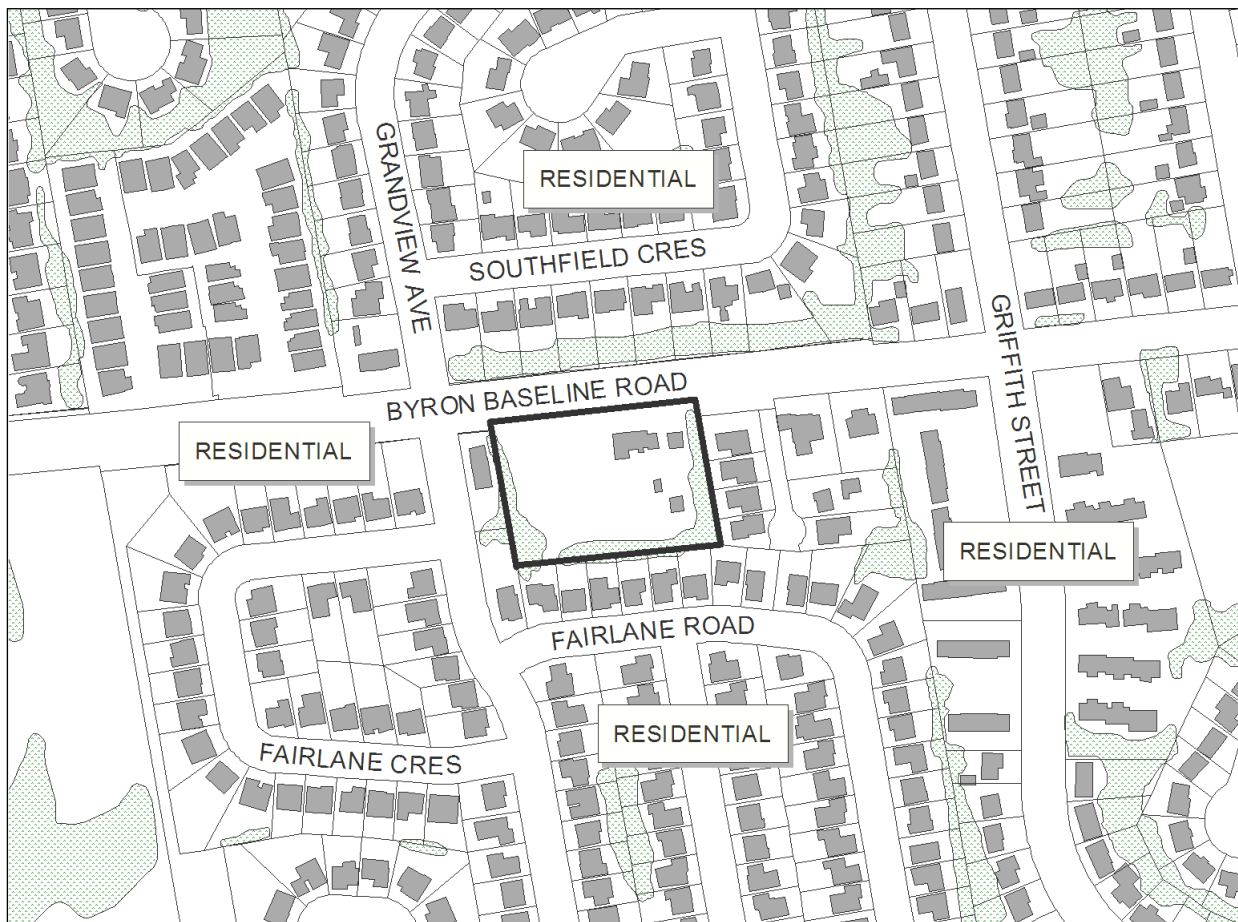 GRANDVIEW AVE
RESIDENTIAL
SOUTHFIELD CRES
GRIFFITH STREET
BYRON BASELINE ROAD
RESIDENTIAL
RESIDENTIAL
FAIRLANE ROAD
RESIDENTIAL
FAIRLANE CRES